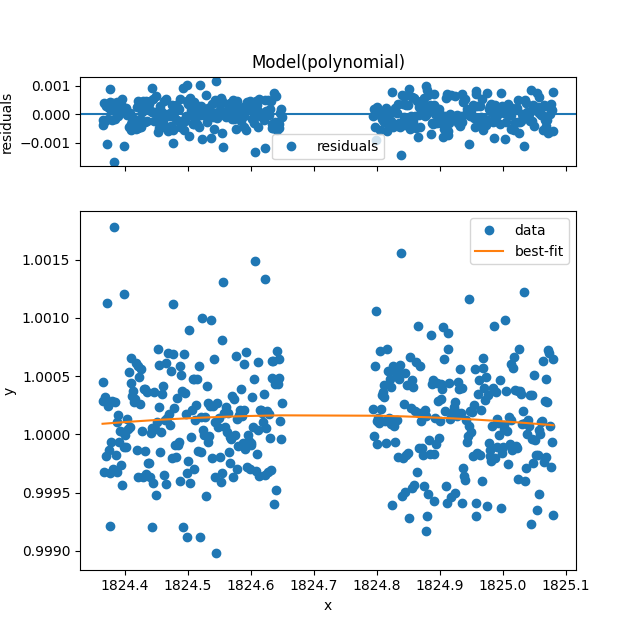 Model(polynomial)
0.001
0.000
−0.001
residuals
residuals
data
best-fit
1.0015
1.0010
1.0005
1.0000
0.9995
0.9990
y
1824.4 1824.5 1824.6 1824.7 1824.8 1824.9 1825.0 1825.1
x